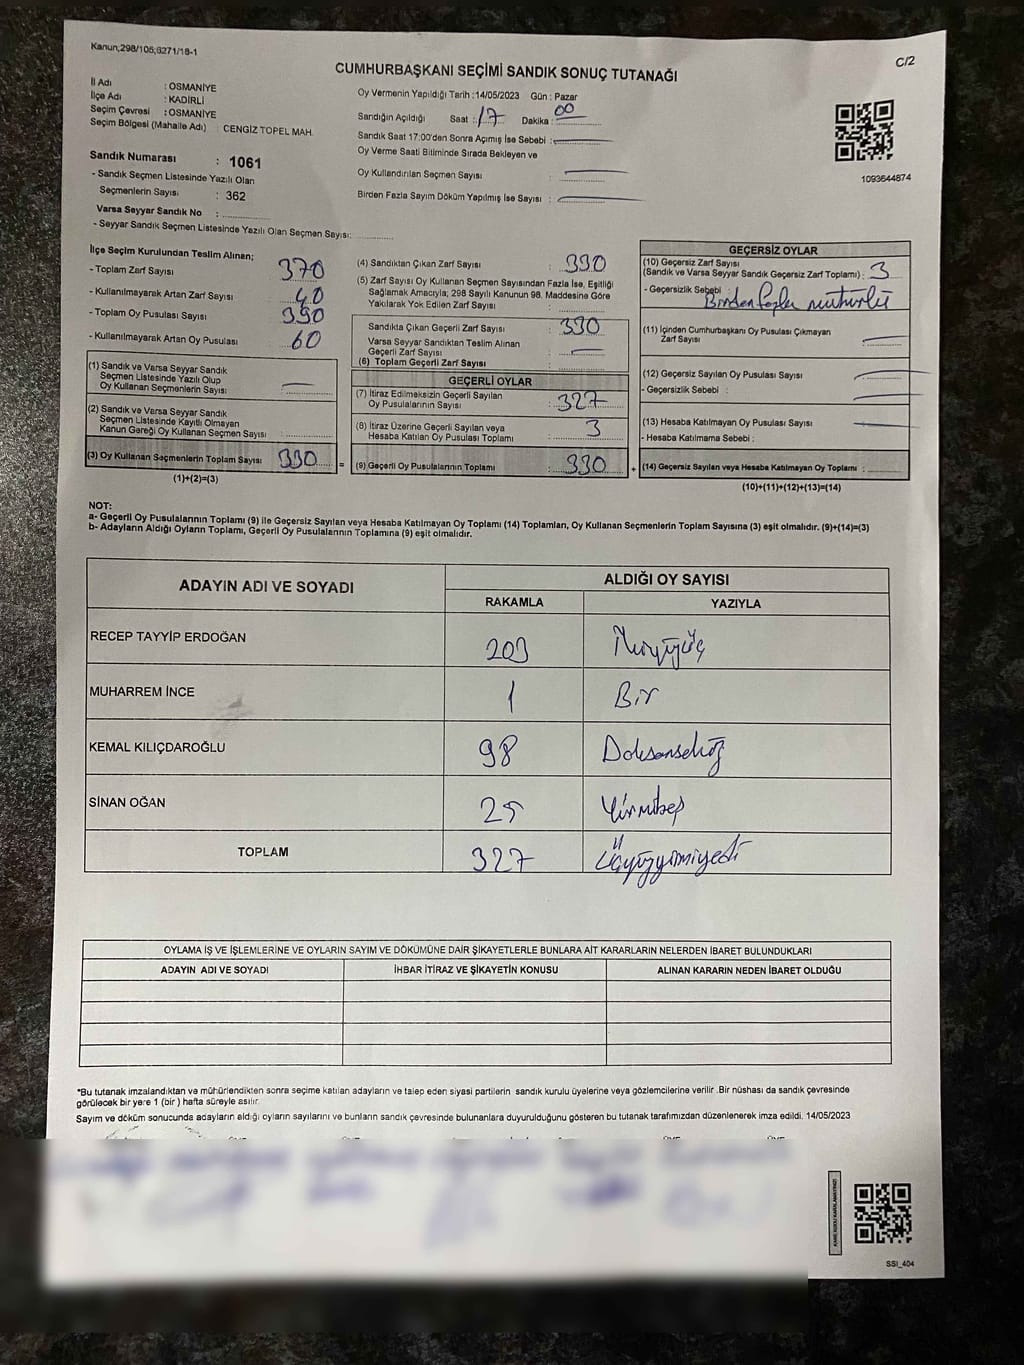 Kanun;298/105;6271/18-1
C/2
CUMHURBAŞKANI SEÇİMİ SANDIK SONUÇ TUTANAĞI
İl Adı : OSMANİYE
İlçe Adı : KADİRLİ
Seçim Çevresi : OSMANİYE
Seçim Bölgesi (Mahalle Adı) : CENGİZ TOPEL MAH.
Sandık Numarası : 1061
- Sandık Seçmen Listesinde Yazılı Olan
Seçmenlerin Sayısı : 362
Varsa Seyyar Sandık No :
- Seyyar Sandık Seçmen Listesinde Yazılı Olan Seçmen Sayısı:
Oy Vermenin Yapıldığı Tarih :14/05/2023 Gün : Pazar
Sandığın Açıldığı Saat : 17 Dakika : 00
Sandık Saat 17:00'den Sonra Açımış İse Sebebi :
Oy Verme Saati Bitiminde Sırada Bekleyen ve
Oy Kullandırılan Seçmen Sayısı :
Birden Fazla Sayım Döküm Yapılmış İse Sayısı :
1093644874
İlçe Seçim Kurulundan Teslim Alınan;
- Toplam Zarf Sayısı : 370
- Kullanılmayarak Artan Zarf Sayısı : 40
- Toplam Oy Pusulası Sayısı : 390
- Kullanılmayarak Artan Oy Pusulası : 60
(1) Sandık ve Varsa Seyyar Sandık
Seçmen Listesinde Yazılı Olup
Oy Kullanan Seçmenlerin Sayısı :
(2) Sandık ve Varsa Seyyar Sandık
Seçmen Listesinde Kayıtlı Olmayan
Kanun Gereği Oy Kullanan Seçmen Sayısı :
(3) Oy Kullanan Seçmenlerin Toplam Sayısı : 330
(1)+(2)=(3)
(4) Sandıktan Çıkan Zarf Sayısı : 330
(5) Zarf Sayısı Oy Kullanan Seçmen Sayısından Fazla İse, Eşitliği
Sağlamak Amacıyla; 298 Sayılı Kanunun 98. Maddesine Göre
Yakılarak Yok Edilen Zarf Sayısı :
Sandıkta Çıkan Geçerli Zarf Sayısı : 330
Varsa Seyyar Sandıktan Teslim Alınan
Geçerli Zarf Sayısı :
(6) Toplam Geçerli Zarf Sayısı :
GEÇERLİ OYLAR
(7) İtiraz Edilmeksizin Geçerli Sayılan
Oy Pusulalarının Sayısı : 327
(8) İtiraz Üzerine Geçerli Sayılan veya
Hesaba Katılan Oy Pusulası Toplamı : 3
= (9) Geçerli Oy Pusulalarının Toplamı : 330
GEÇERSİZ OYLAR
(10) Geçersiz Zarf Sayısı
(Sandık ve Varsa Seyyar Sandık Geçersiz Zarf Toplamı) : 3
- Geçersizlik Sebebi : Birden fazla mühürlü
(11) İçinden Cumhurbaşkanı Oy Pusulası Çıkmayan
Zarf Sayısı :
(12) Geçersiz Sayılan Oy Pusulası Sayısı :
- Geçersizlik Sebebi :
(13) Hesaba Katılmayan Oy Pusulası Sayısı :
- Hesaba Katılmama Sebebi :
+ (14) Geçersiz Sayılan veya Hesaba Katılmayan Oy Toplamı :
(10)+(11)+(12)+(13)=(14)
NOT:
a- Geçerli Oy Pusulalarının Toplamı (9) ile Geçersiz Sayılan veya Hesaba Katılmayan Oy Toplamı (14) Toplamları, Oy Kullanan Seçmenlerin Toplam Sayısına (3) eşit olmalıdır. (9)+(14)=(3)
b- Adayların Aldığı Oyların Toplamı, Geçerli Oy Pusulalarının Toplamına (9) eşit olmalıdır.
ADAYIN ADI VE SOYADI ALDIĞI OY SAYISI
RAKAMLA YAZIYLA
RECEP TAYYİP ERDOĞAN 203 İkiyüzüç
MUHARREM İNCE 1 Bir
KEMAL KILIÇDAROĞLU 98 Doksansekiz
SİNAN OĞAN 25 Yirmibeş
TOPLAM 327 Üçyüzyirmiyedi
OYLAMA İŞ VE İŞLEMLERİNE VE OYLARIN SAYIM VE DÖKÜMÜNE DAİR ŞİKAYETLERLE BUNLARA AİT KARARLARIN NELERDEN İBARET BULUNDUKLARI
ADAYIN ADI VE SOYADI İHBAR İTİRAZ VE ŞİKAYETİN KONUSU ALINAN KARARIN NEDEN İBARET OLDUĞU
*Bu tutanak imzalandıktan ve mühürlendikten sonra seçime katılan adayların ve talep eden siyasi partilerin sandık kurulu üyelerine veya gözlemcilerine verilir .Bir nüshası da sandık çevresinde
görülecek bir yere 1 (bir ) hafta süreyle asılır.
Sayım ve döküm sonucunda adayların aldığı oyların sayılarını ve bunların sandık çevresinde bulunanlara duyurulduğunu gösteren bu tutanak tarafımızdan düzenlenerek imza edildi. 14/05/2023
SSI_404